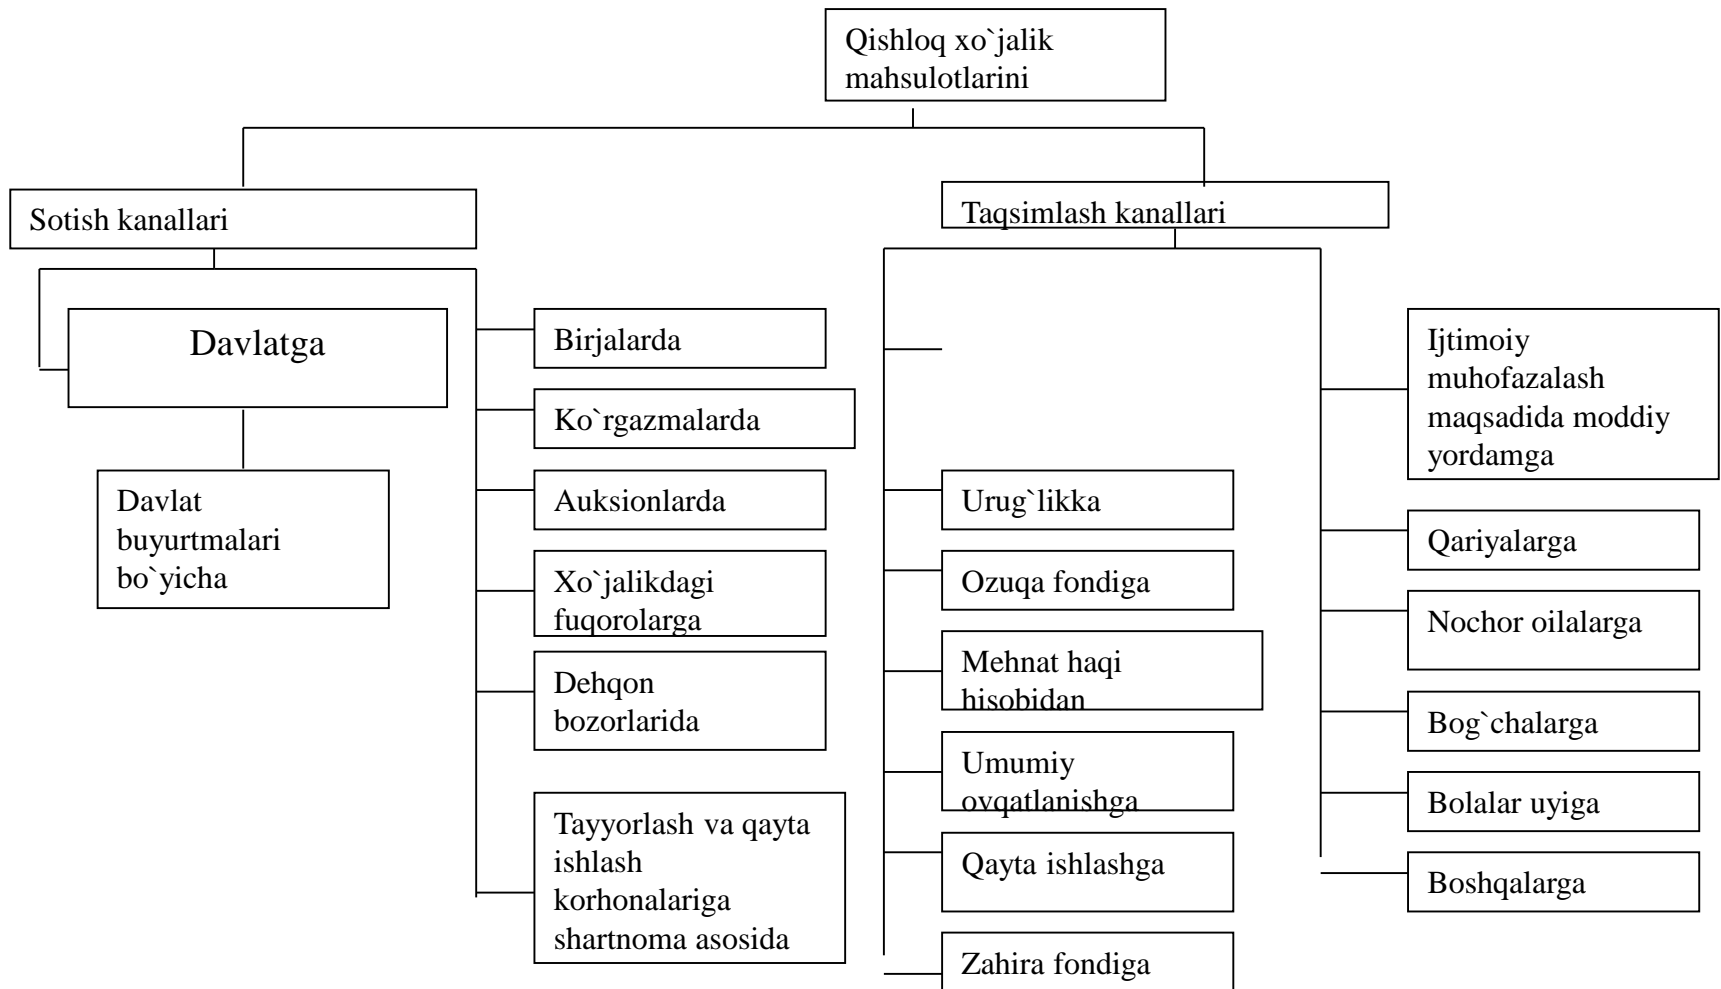 Qishloq xo`jalik
mahsulotlarini
Sotish kanallari
Taqsimlash kanallari
Davlatga
Davlat
buyurtmalari
bo`yicha
Birjalarda
Ko`rgazmalarda
Auksionlarda
Xo`jalikdagi
fuqorolarga
Dehqon
bozorlarida
Tayyorlash va qayta
ishlash
korhonalariga
shartnoma asosida
Urug`likka
Ozuqa fondiga
Mehnat haqi
hisobidan
Umumiy
ovqatlanishga
Qayta ishlashga
Zahira fondiga
Ijtimoiy
muhofazalash
maqsadida moddiy
yordamga
Qariyalarga
Nochor oilalarga
Bog`chalarga
Bolalar uyiga
Boshqalarga